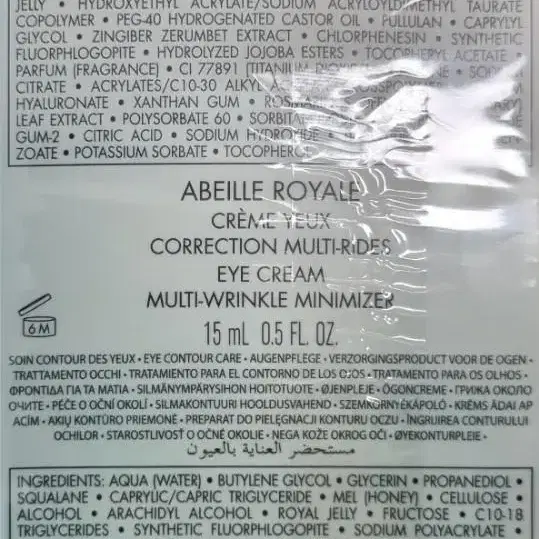 JELLY • HYDROXYETHYL ACRYLATE/SODIUM ACRYLOYLDIMETHYL TAURATE
COPOLYMER • PEG-40 HYDROGENATED CASTOR OIL • PULLULAN • CAPRYLYL
GLYCOL • ZINGIBER ZERUMBET EXTRACT • CHLORPHENESIN • SYNTHETIC
FLUORPHLOGOPITE • HYDROLYZED JOJOBA ESTERS • TOCOPHERYL ACETATE •
PARFUM (FRAGRANCE) • CI 77891 (TITANIUM
CITRATE • ACRYLATES/C10-30 ALKYL
HYALURONATE • XANTHAN GUM •
LEAF EXTRACT • POLYSORBATE 60 •
GUM-2 • CITRIC ACID • SODIUM HYDROXIDE •
ZOATE • POTASSIUM SORBATE • TOCOPHEROL
ABEILLE ROYALE
CRÈME YEUX
CORRECTION MULTI-RIDES
EYE CREAM
MULTI-WRINKLE MINIMIZER
6M
15 mL 0.5 FL. OZ.
SOIN CONTOUR DES YEUX • EYE CONTOUR CARE • AUGENPFLEGE • VERZORGINGSPRODUCT VOOR DE OGEN •
TRATTAMENTO OCCHI • TRATAMIENTO PARA EL CONTORNO DE LOS OJOS • TRATAMENTO PARA OS OLHOS •
ΦΡΟΝΤΙΔΑ ΓΙΑ ΤΑ ΜΑΤΙΑ • SILMÄNYMPÄRYSIHON HOITOTUOTE • ØJENPLEJE • ÖGONCREME • ГРИЖА ОКОЛО
ОЧИТЕ • PÉČE O OČNÍ OKOLÍ • SILMAKONTUURI HOOLDUSVAHEND • SZEMKÖRNYÉKÁPOLÓ • KRĒMS ĀDAI AP
ACĪM • AKIŲ KONTŪRO PRIEMONĖ • PREPARAT DO PIELĘGNACJI KONTURU OCZU • ÎNGRIJIREA CONTURULUI
OCHILOR • STAROSTLIVOSŤ O OČNÉ OKOLIE • NEGA KOŽE OKROG OČI • ØYEKONTURPLEIE •
مستحضر العناية بالعيون
INGREDIENTS: AQUA (WATER) • BUTYLENE GLYCOL • GLYCERIN • PROPANEDIOL •
SQUALANE • CAPRYLIC/CAPRIC TRIGLYCERIDE • MEL (HONEY) • CELLULOSE •
ALCOHOL • ARACHIDYL ALCOHOL • ROYAL JELLY • FRUCTOSE • C10-18
TRIGLYCERIDES • SYNTHETIC FLUORPHLOGOPITE • SODIUM POLYACRYLATE •